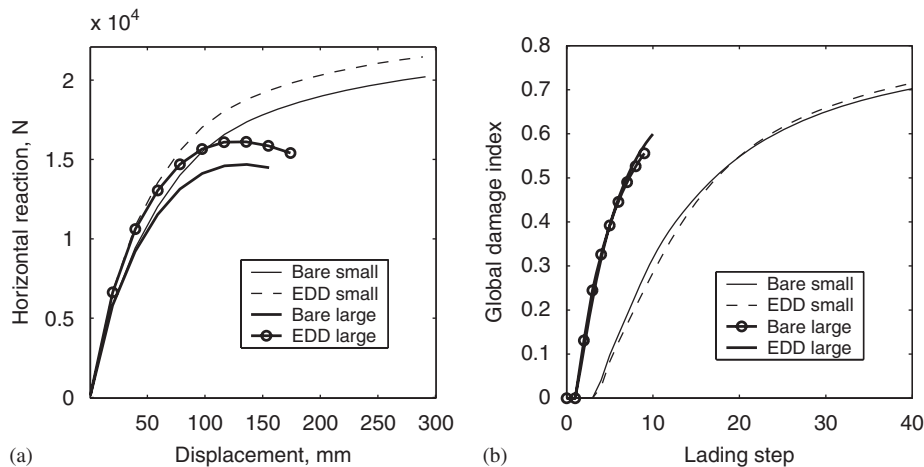 x 10⁴
2
1.5
1
0.5
0
50
100
150
200
250
300
Horizontal reaction, N
Displacement, mm
Bare small
EDD small
Bare large
EDD large
(a)
0.8
0.7
0.6
0.5
0.4
0.3
0.2
0.1
0
0
10
20
30
40
Global damage index
Lading step
Bare small
EDD small
Bare large
EDD large
(b)